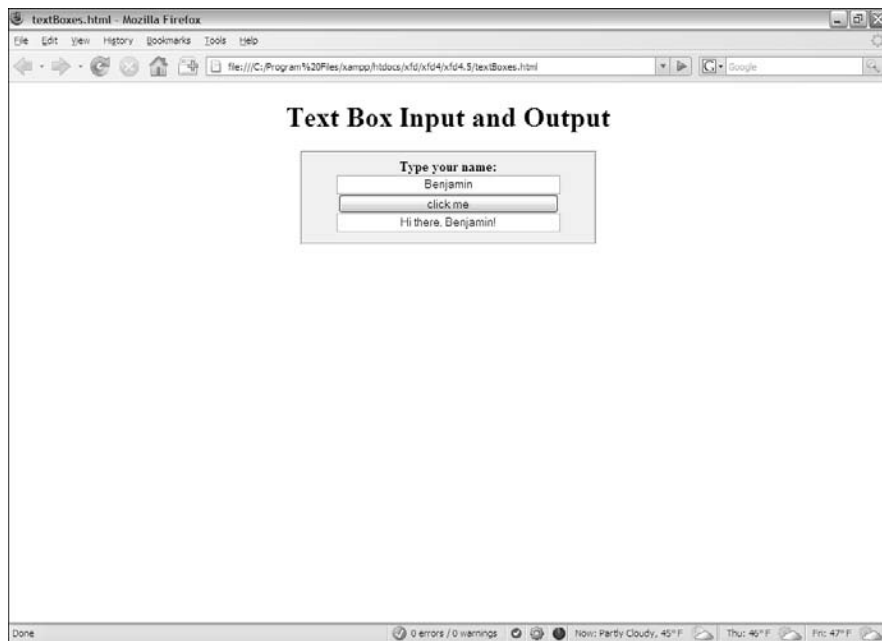 textBoxes.html - Mozilla Firefox
File Edit View History Bookmarks Tools Help
file:///C:/Program%20Files/xampp/htdocs/xfd/xfd4/xfd4.5/textBoxes.html
G Google
Text Box Input and Output
Type your name:
Benjamin
click me
Hi there, Benjamin!
Done 0 errors / 0 warnings Now: Partly Cloudy, 45° F Thu: 46° F Fri: 47° F